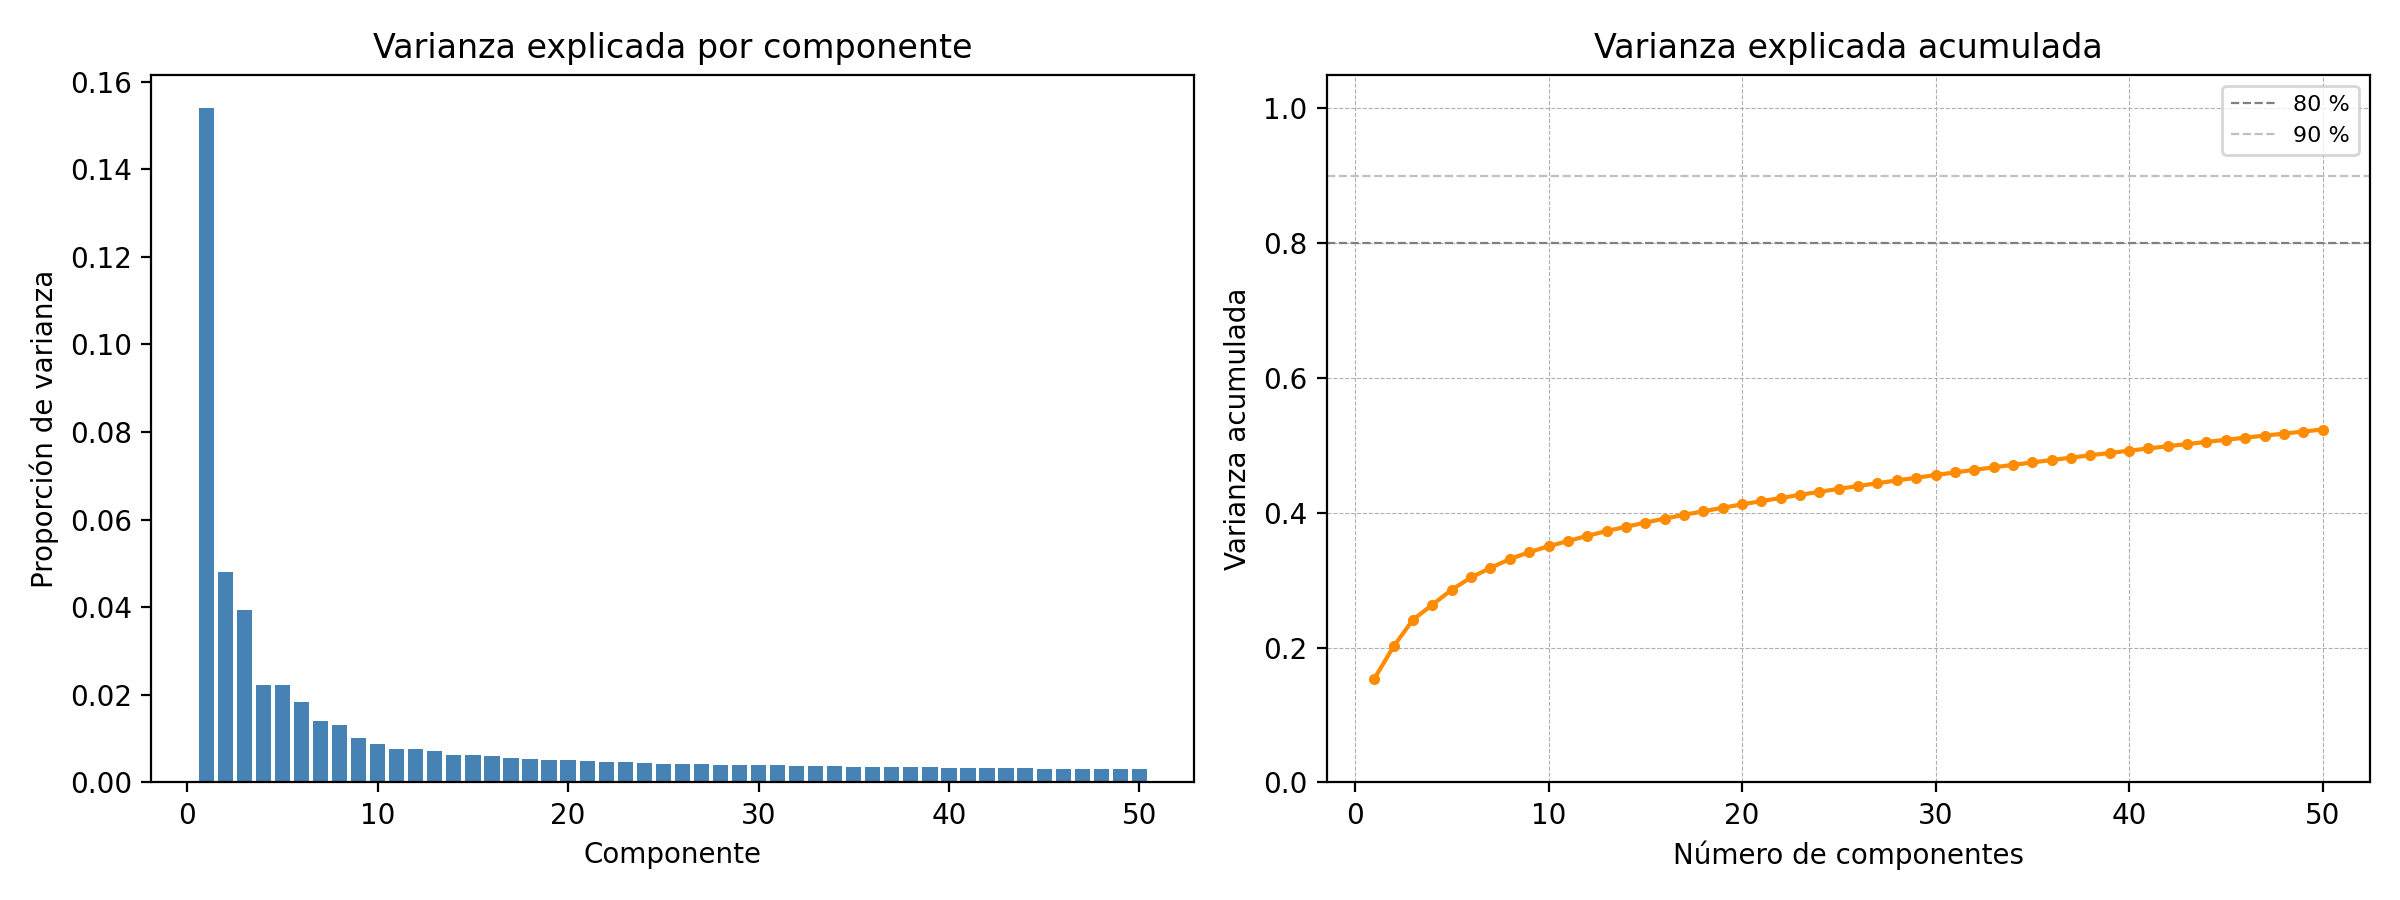 Varianza explicada por componente
0.16
0.14
0.12
0.10
0.08
0.06
0.04
0.02
0.00
Proporción de varianza
0 10 20 30 40 50
Componente
Varianza explicada acumulada
80 %
90 %
1.0
0.8
0.6
0.4
0.2
0.0
Varianza acumulada
0 10 20 30 40 50
Número de componentes